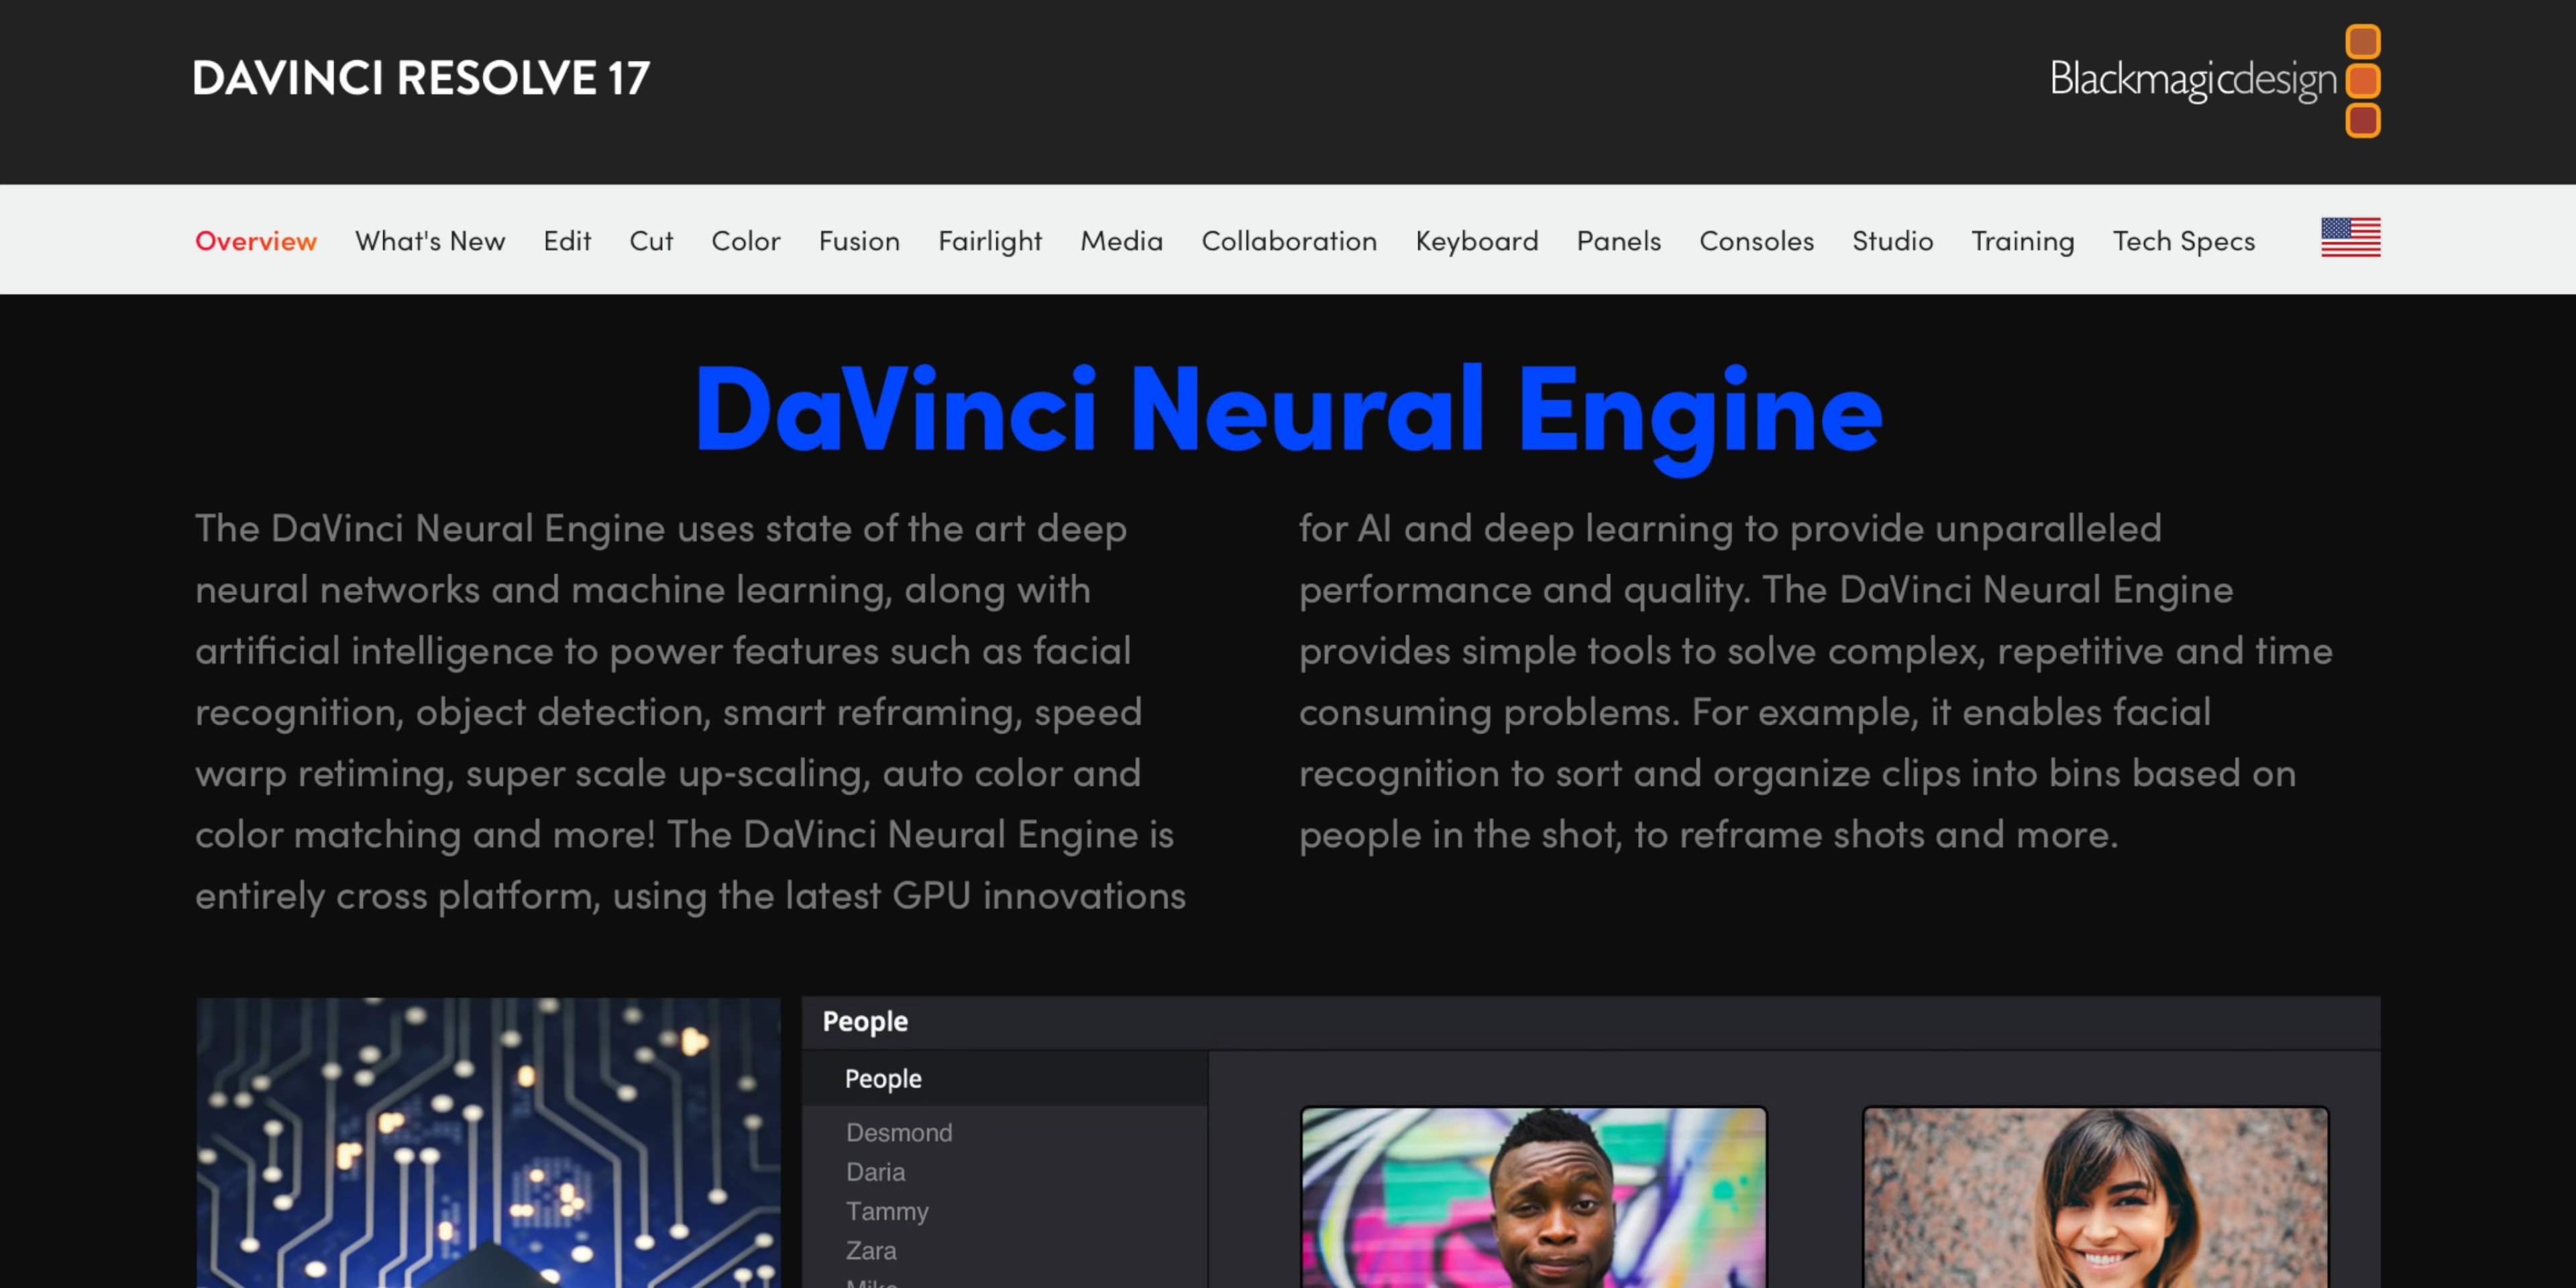 DAVINCI RESOLVE 17
Blackmagicdesign
Overview What's New Edit Cut Color Fusion Fairlight Media Collaboration Keyboard Panels Consoles Studio Training Tech Specs
DaVinci Neural Engine
The DaVinci Neural Engine uses state of the art deep
neural networks and machine learning, along with
artificial intelligence to power features such as facial
recognition, object detection, smart reframing, speed
warp retiming, super scale up-scaling, auto color and
color matching and more! The DaVinci Neural Engine is
entirely cross platform, using the latest GPU innovations
for AI and deep learning to provide unparalleled
performance and quality. The DaVinci Neural Engine
provides simple tools to solve complex, repetitive and time
consuming problems. For example, it enables facial
recognition to sort and organize clips into bins based on
people in the shot, to reframe shots and more.
People
People
Desmond
Daria
Tammy
Zara